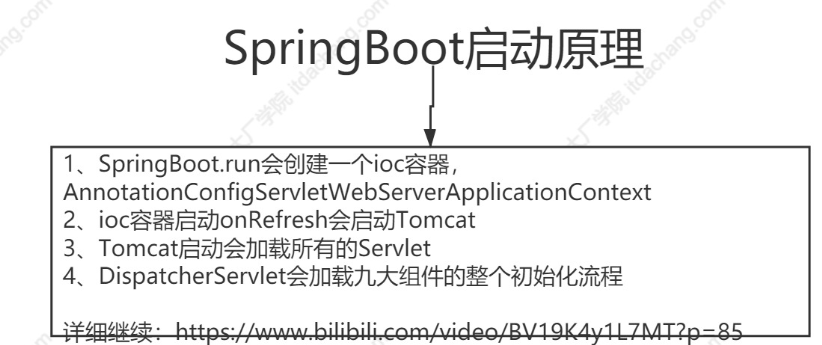 SpringBoot启动原理
1、SpringBoot.run会创建一个ioc容器，
AnnotationConfigServletWebServerApplicationContext
2、ioc容器启动onRefresh会启动Tomcat
3、Tomcat启动会加载所有的Servlet
4、DispatcherServlet会加载九大组件的整个初始化流程
详细继续：https://www.bilibili.com/video/BV19K4y1L7MT?p=85